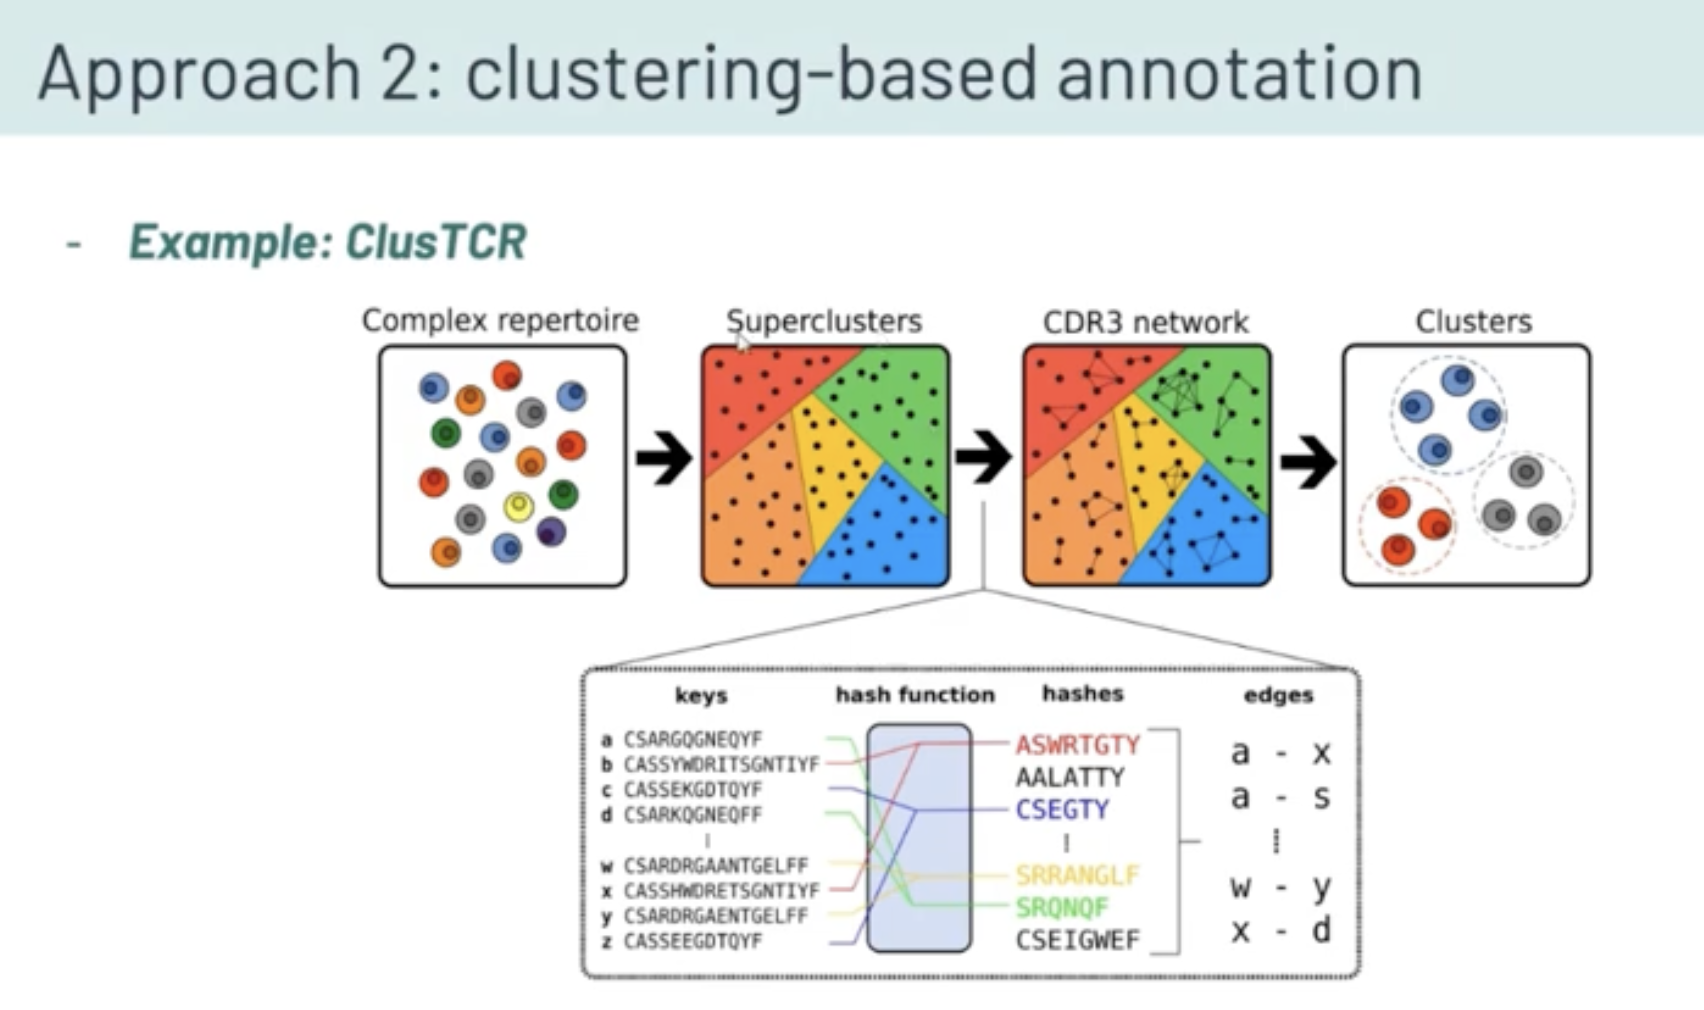 Approach 2: clustering-based annotation
- Example: ClusTCR
Complex repertoire
Superclusters
CDR3 network
Clusters
keys
hash function
hashes
edges
a CSARGQGNEQYF
b CASSYWDRITSGNTIYF
c CASSEKGDTQYF
d CSARKQGNEQFF
w CSARDRGAANTGELFF
x CASSHWDRETSGNTIYF
y CSARDRGAENTGELFF
z CASSEEGDTQYF
ASWRTGTY
AALATTY
CSEGTY
SRRANGLF
SRQNQF
CSEIGWEF
a - x
a - s
w - y
x - d